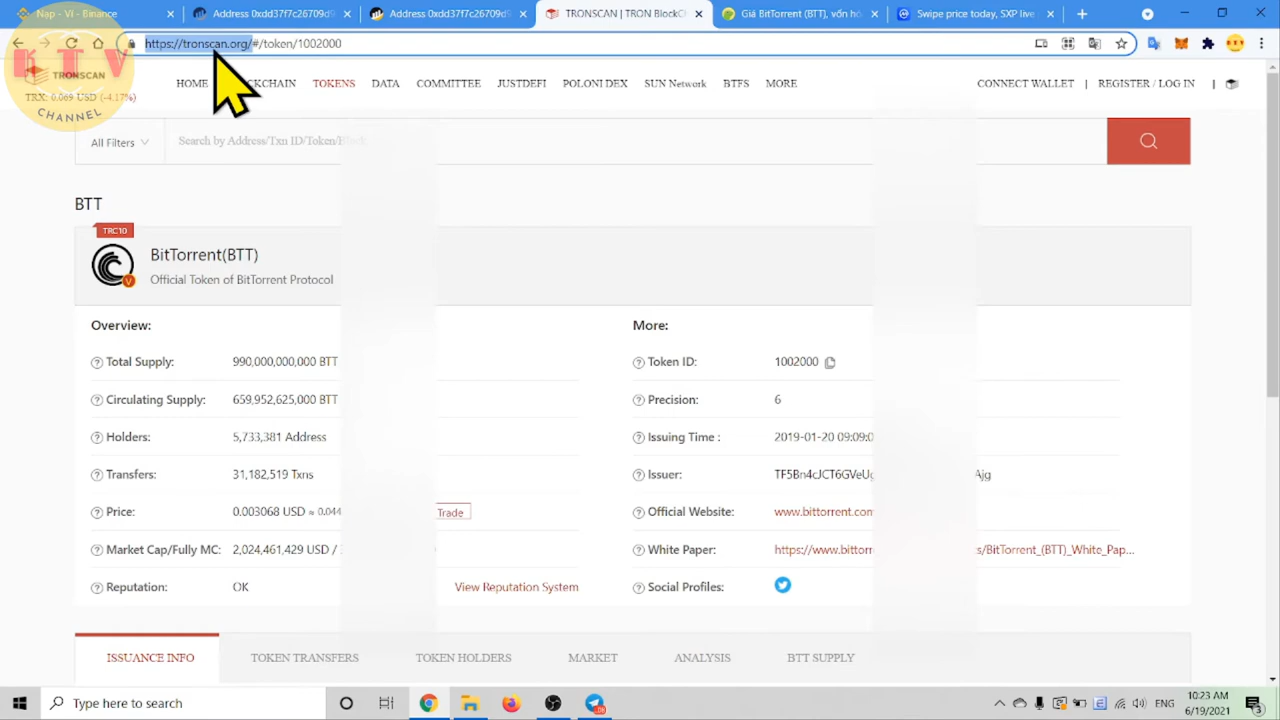 Nạp - Ví - Binance
Address 0xdd37f7c26709d9
Address 0xdd37f7c26709d9
TRONSCAN | TRON BlockCh
Giá BitTorrent (BTT), vốn hó
Swipe price today, SXP live
https://tronscan.org/#/token/1002000
KTV
CHANNEL
TRONSCAN
TRX: 0.069 USD (-4.17%)
HOME
CKCHAIN
TOKENS
DATA
COMMITTEE
JUSTDEFI
POLONI DEX
SUN Network
BTFS
MORE
CONNECT WALLET
|
REGISTER / LOG IN
|
All Filters
Search by Address/Txn ID/Token/Block
BTT
TRC10
BitTorrent(BTT)
Official Token of BitTorrent Protocol
Overview:
Total Supply: 990,000,000,000 BTT
Circulating Supply: 659,952,625,000 BTT
Holders: 5,733,381 Address
Transfers: 31,182,519 Txns
Price: 0.003068 USD ≈ 0.044 Trade
Market Cap/Fully MC: 2,024,461,429 USD /
Reputation: OK View Reputation System
More:
Token ID: 1002000
Precision: 6
Issuing Time : 2019-01-20 09:09:0
Issuer: TF5Bn4cJCT6GVeUg Ajg
Official Website: www.bittorrent.com
White Paper: https://www.bittorr s/BitTorrent_(BTT)_White_Pap...
Social Profiles:
ISSUANCE INFO
TOKEN TRANSFERS
TOKEN HOLDERS
MARKET
ANALYSIS
BTT SUPPLY
Type here to search
ENG
10:23 AM
6/19/2021
3